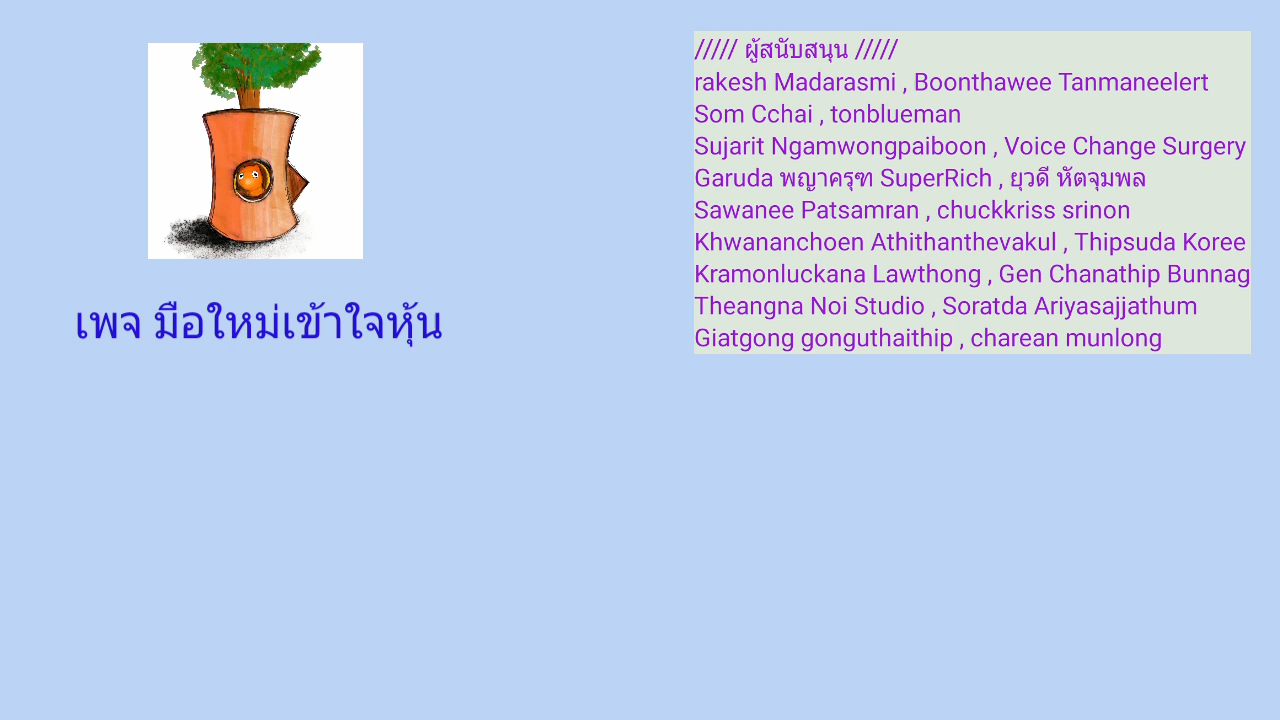 เพจ มือใหม่เข้าใจหุ้น
///// ผู้สนับสนุน /////
rakesh Madarasmi , Boonthawee Tanmaneelert
Som Cchai , tonblueman
Sujarit Ngamwongpaiboon , Voice Change Surgery
Garuda พญาครุฑ SuperRich , ยุวดี หัตจุมพล
Sawanee Patsamran , chuckkriss srinon
Khwananchoen Athithanthevakul , Thipsuda Koree
Kramonluckana Lawthong , Gen Chanathip Bunnag
Theangna Noi Studio , Soratda Ariyasajjathum
Giatgong gonguthaithip , charean munlong